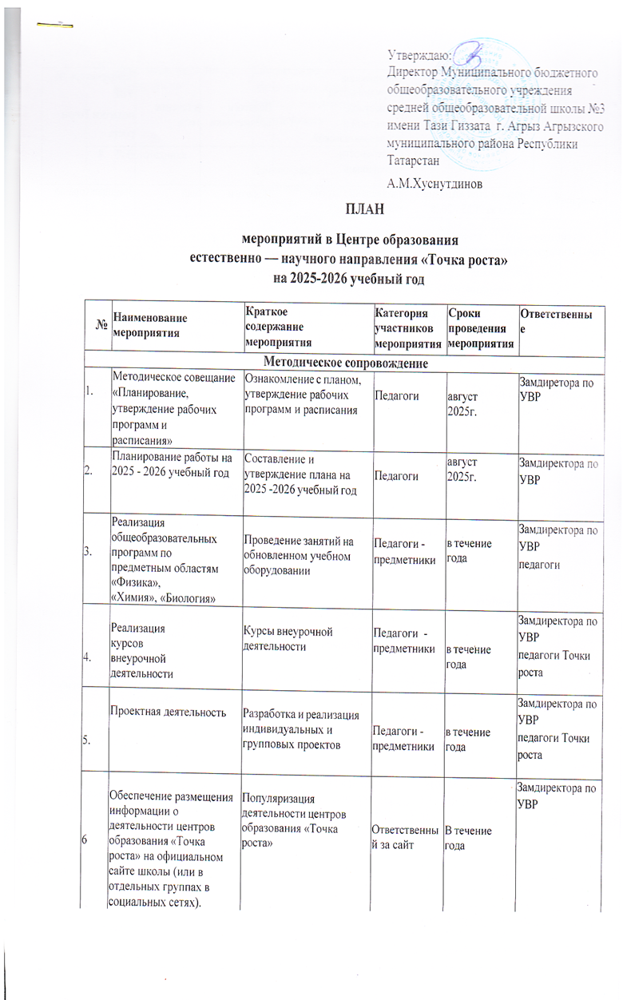 Утверждаю:
Директор Муниципального бюджетного
общеобразовательного учреждения
средней общеобразовательной школы №3
имени Тази Гиззата г. Агрыз Агрызского
муниципального района Республики
Татарстан
А.М.Хуснутдинов
ПЛАН
мероприятий в Центре образования
естественно — научного направления «Точка роста»
на 2025-2026 учебный год
№
Наименование
мероприятия
Краткое
содержание
мероприятия
Категория
участников
мероприятия
Сроки
проведения
мероприятия
Ответственны
е
Методическое сопровождение
1.
Методическое совещание
«Планирование,
утверждение рабочих
программ и
расписания»
Ознакомление с планом,
утверждение рабочих
программ и расписания
Педагоги
август
2025г.
Замдиретора по
УВР
2.
Планирование работы на
2025 - 2026 учебный год
Составление и
утверждение плана на
2025 -2026 учебный год
Педагоги
август
2025г.
Замдиректора по
УВР
3.
Реализация
общеобразовательных
программ по
предметным областям
«Физика»,
«Химия», «Биология»
Проведение занятий на
обновленном учебном
оборудовании
Педагоги -
предметники
в течение
года
Замдиректора по
УВР
педагоги
4.
Реализация
курсов
внеурочной
деятельности
Курсы внеурочной
деятельности
Педагоги -
предметники
в течение
года
Замдиректора по
УВР
педагоги Точки
роста
5.
Проектная деятельность
Разработка и реализация
индивидуальных и
групповых проектов
Педагоги -
предметники
в течение
года
Замдиректора по
УВР
педагоги Точки
роста
6
Обеспечение размещения
информации о
деятельности центров
образования «Точка
роста» на официальном
сайте школы (или в
отдельных группах в
социальных сетях).
Популяризация
деятельности центров
образования «Точка
роста»
Ответственны
й за сайт
В течение
года
Замдиректора по
УВР